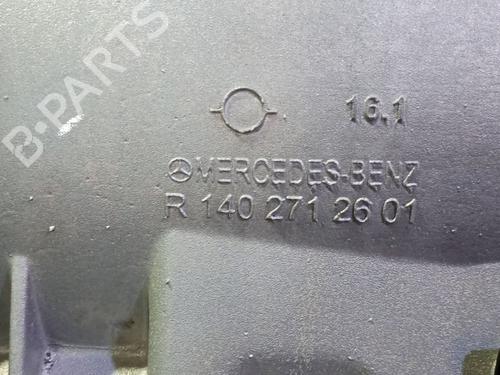 B-PARTS
16.1
MERCEDES-BENZ
R 140 271 26 01